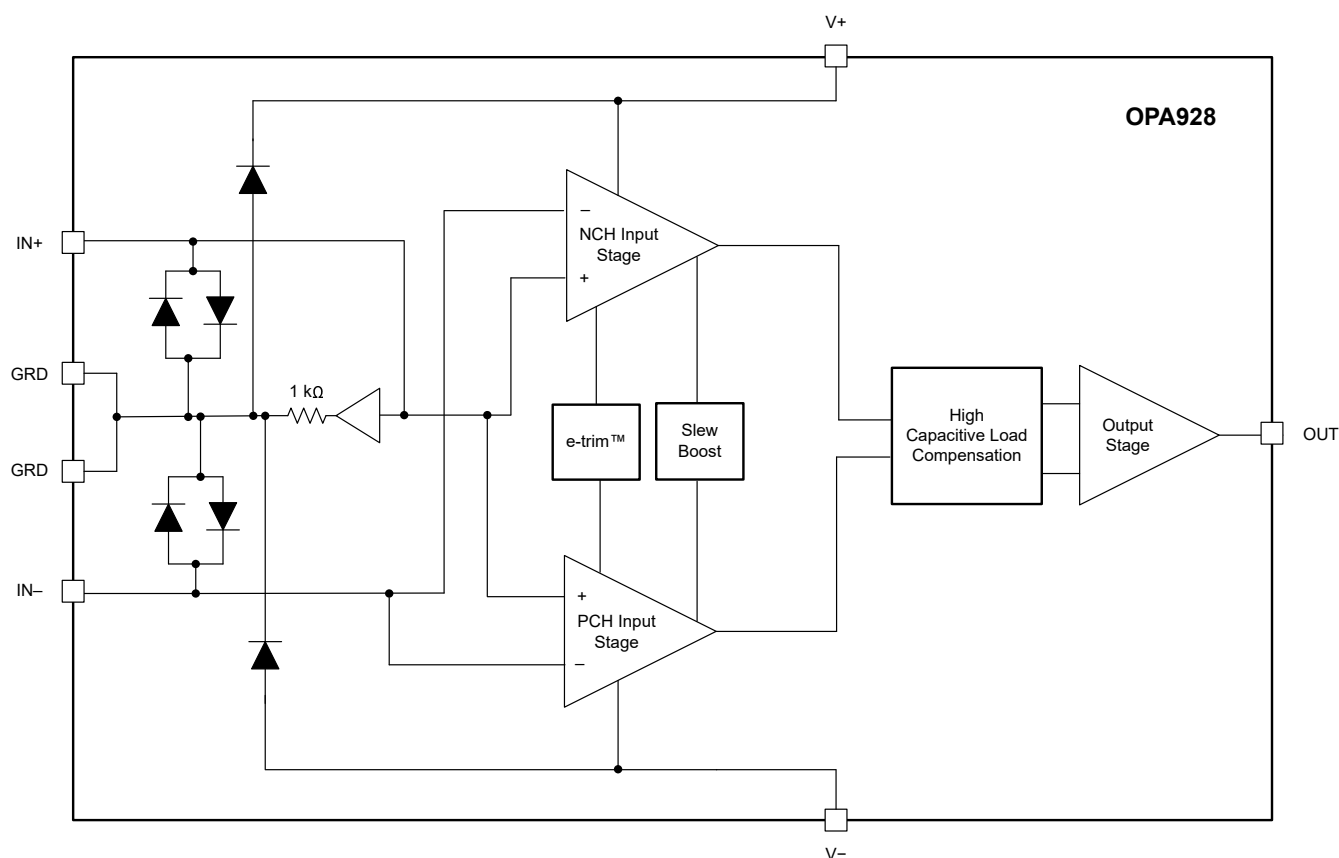 V+
OPA928
IN+
−
NCH Input
Stage
+
GRD
1 kΩ
e-trim™
Slew
Boost
High
Capacitive Load
Compensation
Output
Stage
OUT
GRD
IN−
+
PCH Input
Stage
−
V−